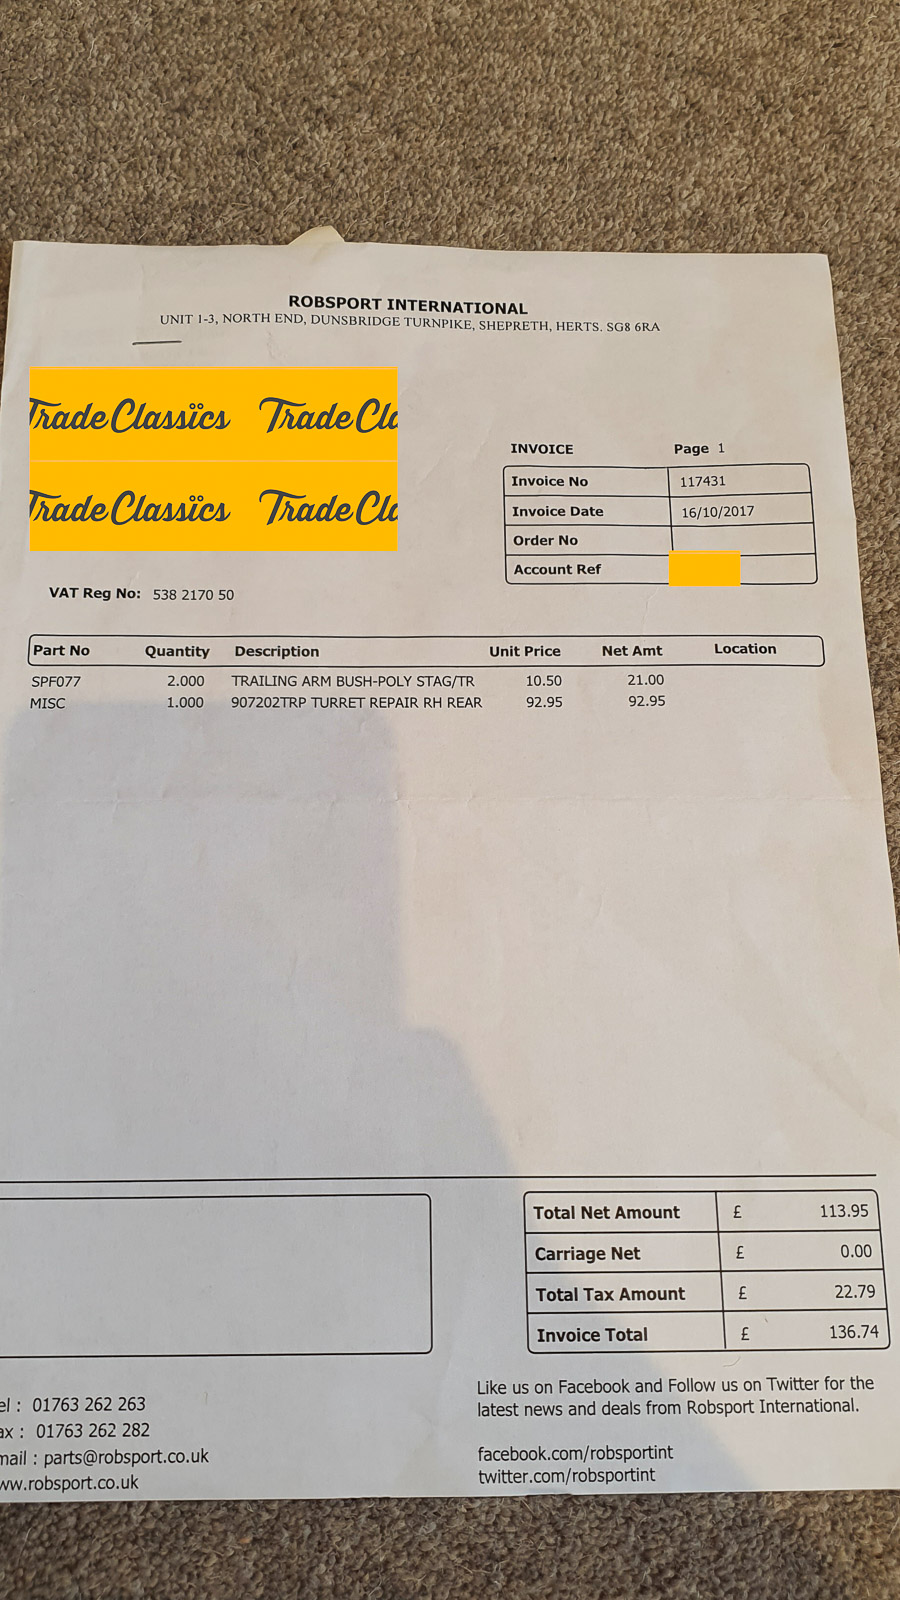 ROBSPORT INTERNATIONAL
UNIT 1-3, NORTH END, DUNSBRIDGE TURNPIKE, SHEPRETH, HERTS. SG8 6RA
Trade Classïcs Trade Cla
Trade Classïcs Trade Cla
INVOICE Page 1
Invoice No 117431
Invoice Date 16/10/2017
Order No
Account Ref
VAT Reg No: 538 2170 50
Part No Quantity Description Unit Price Net Amt Location
SPF077 2.000 TRAILING ARM BUSH-POLY STAG/TR 10.50 21.00
MISC 1.000 907202TRP TURRET REPAIR RH REAR 92.95 92.95
Total Net Amount £ 113.95
Carriage Net £ 0.00
Total Tax Amount £ 22.79
Invoice Total £ 136.74
Like us on Facebook and Follow us on Twitter for the
latest news and deals from Robsport International.
facebook.com/robsportint
twitter.com/robsportint
el : 01763 262 263
ax : 01763 262 282
mail : parts@robsport.co.uk
ww.robsport.co.uk